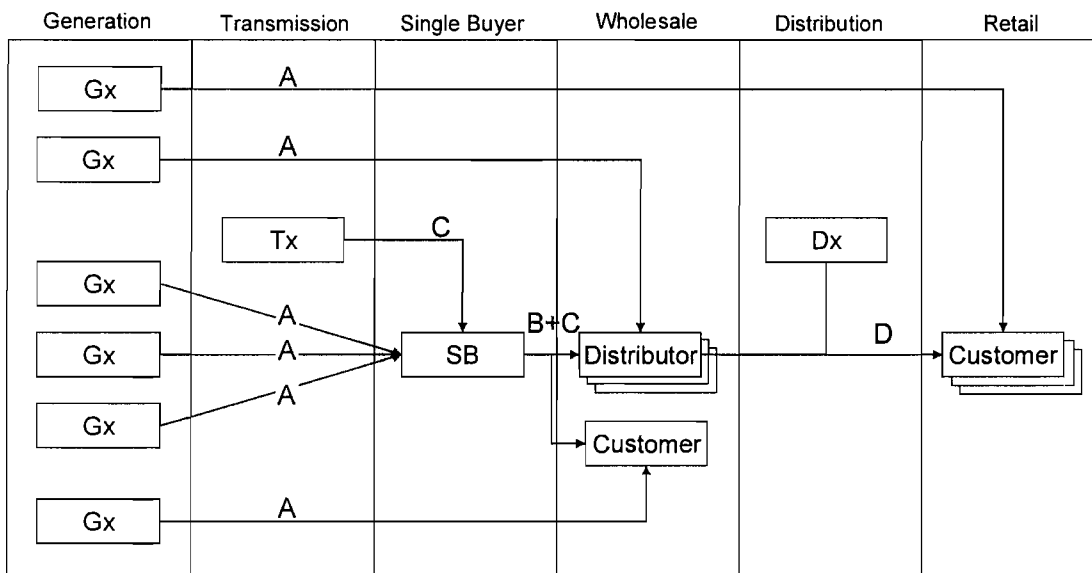 Generation Transmission Single Buyer Wholesale Distribution Retail
Gx A
Gx A
Tx C Dx
Gx A
B+C
Gx A SB Distributor D Customer
Gx A
Customer
Gx A